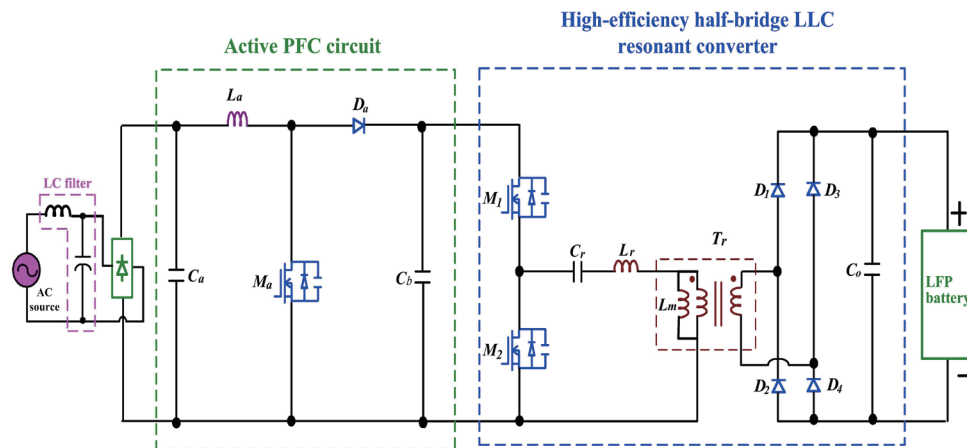 High-efficiency half-bridge LLC
resonant converter
Active PFC circuit
La
Da
LC filter
M1
D1
D3
Cr
Lr
Tr
+
AC
source
Ca
Ma
Cb
Lm
Co
LFP
battery
M2
D2
D4
−